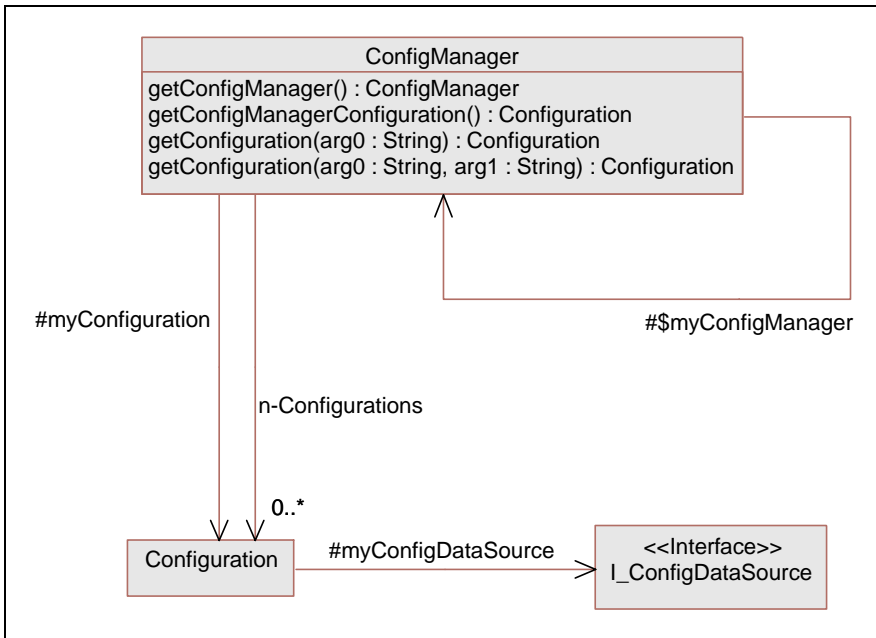 ConfigManager
getConfigManager() : ConfigManager
getConfigManagerConfiguration() : Configuration
getConfiguration(arg0 : String) : Configuration
getConfiguration(arg0 : String, arg1 : String) : Configuration
#myConfiguration
#$myConfigManager
n-Configurations
0..*
Configuration
#myConfigDataSource
<<Interface>>
I_ConfigDataSource